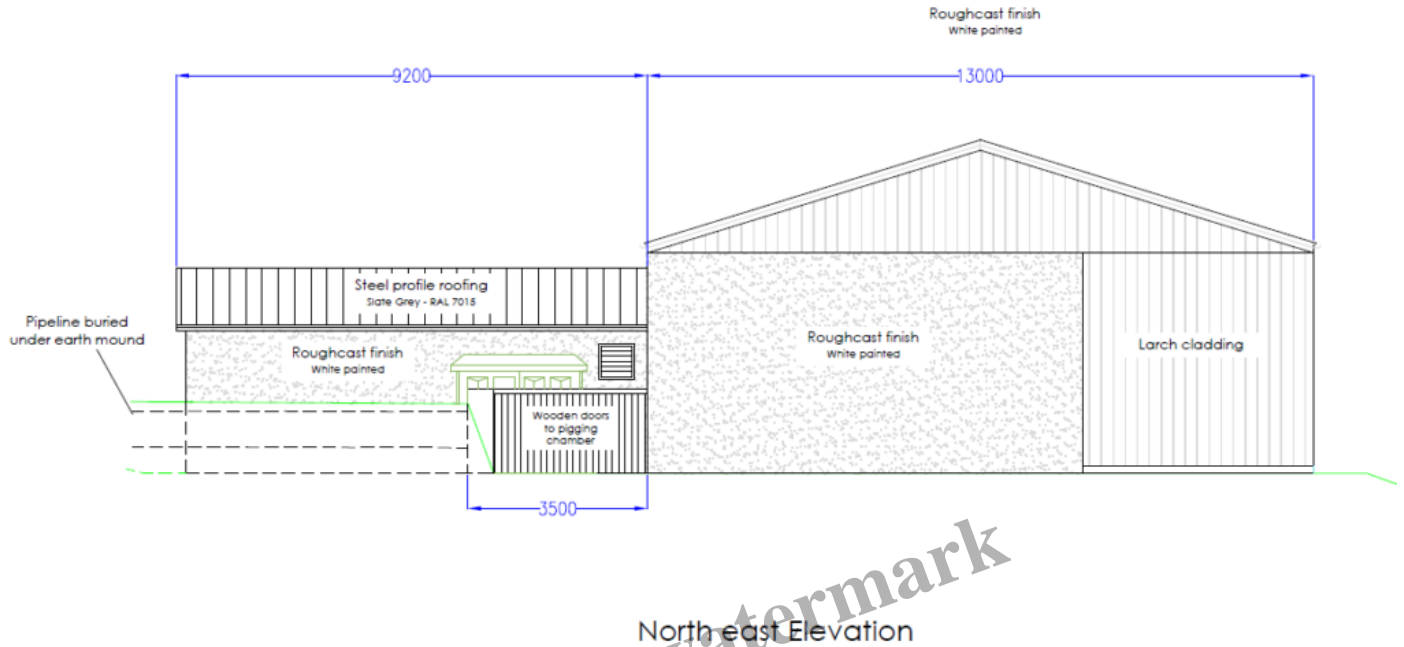 Roughcast finish
White painted
9200
13000
Steel profile roofing
Slate Grey - RAL 7015
Pipeline buried
under earth mound
Roughcast finish
White painted
Roughcast finish
White painted
Larch cladding
Wooden doors
to pigging
chamber
3500
North east Elevation
watermark